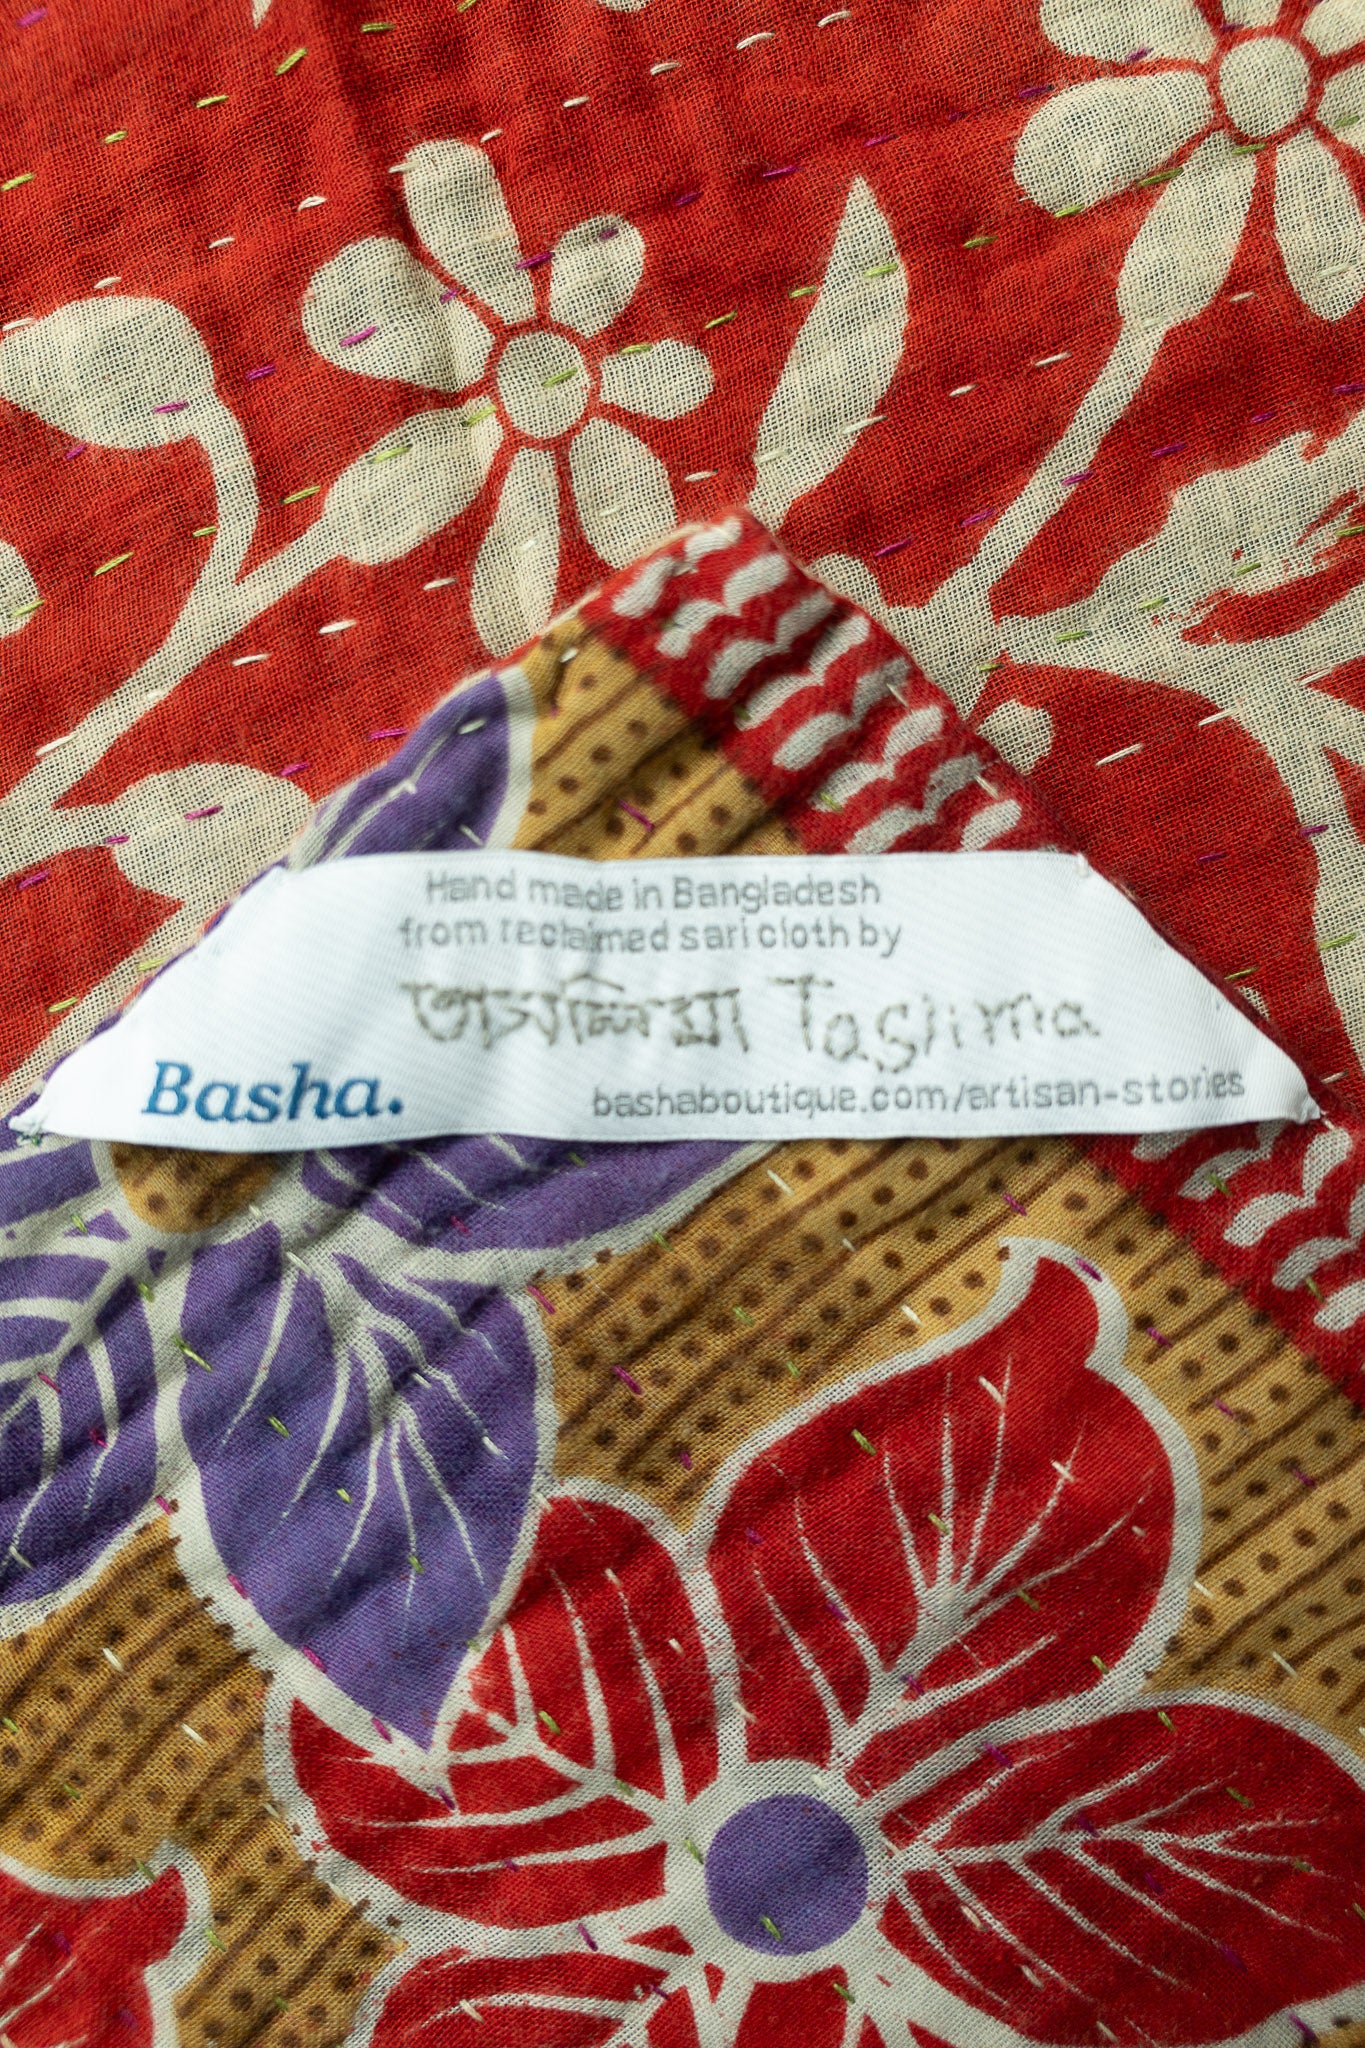 Hand made in Bangladesh
from reclaimed sari cloth by
তাসলিমা Taslima
Basha.
bashaboutique.com/artisan-stories